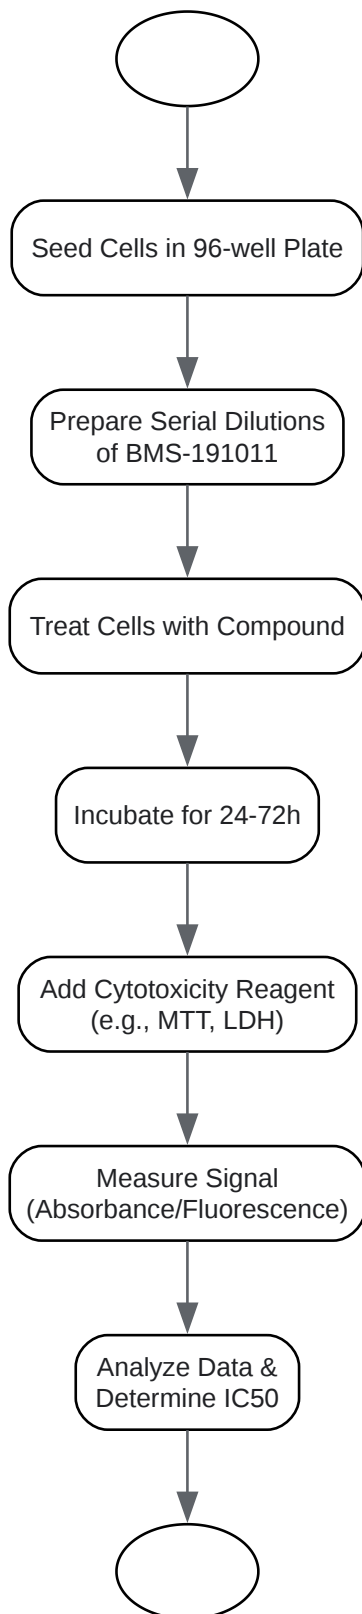 Seed Cells in 96-well Plate
Prepare Serial Dilutions
of BMS-191011
Treat Cells with Compound
Incubate for 24-72h
Add Cytotoxicity Reagent
(e.g., MTT, LDH)
Measure Signal
(Absorbance/Fluorescence)
Analyze Data &
Determine IC50